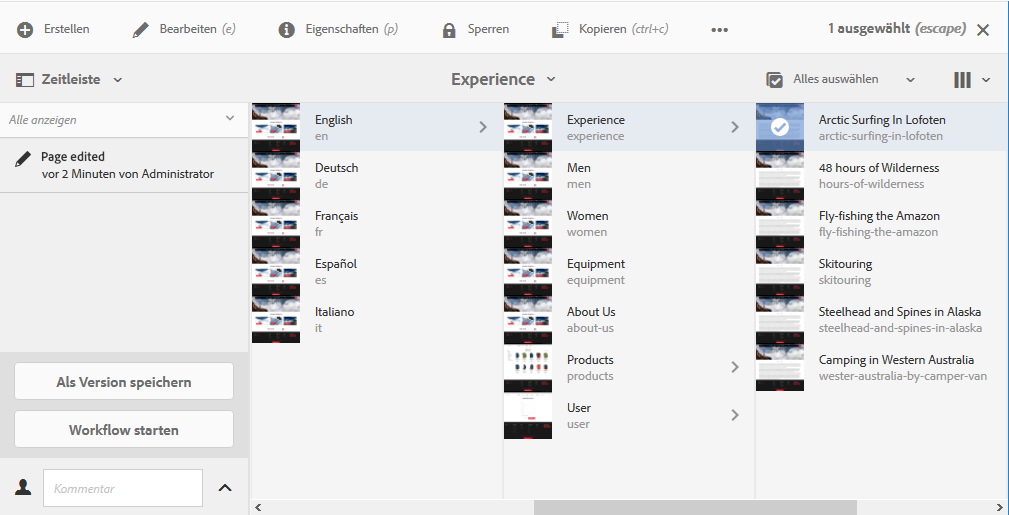 Erstellen
Bearbeiten (e)
Eigenschaften (p)
Sperren
Kopieren (ctrl+c)
1 ausgewählt (escape)
Zeitleiste
Experience
Alles auswählen
Alle anzeigen
Page edited
vor 2 Minuten von Administrator
Als Version speichern
Workflow starten
Kommentar
English
en
Deutsch
de
Français
fr
Español
es
Italiano
it
Experience
experience
Men
men
Women
women
Equipment
equipment
About Us
about-us
Products
products
User
user
Arctic Surfing In Lofoten
arctic-surfing-in-lofoten
48 hours of Wilderness
hours-of-wilderness
Fly-fishing the Amazon
fly-fishing-the-amazon
Skitouring
skitouring
Steelhead and Spines in Alaska
steelhead-and-spines-in-alaska
Camping in Western Australia
wester-australia-by-camper-van